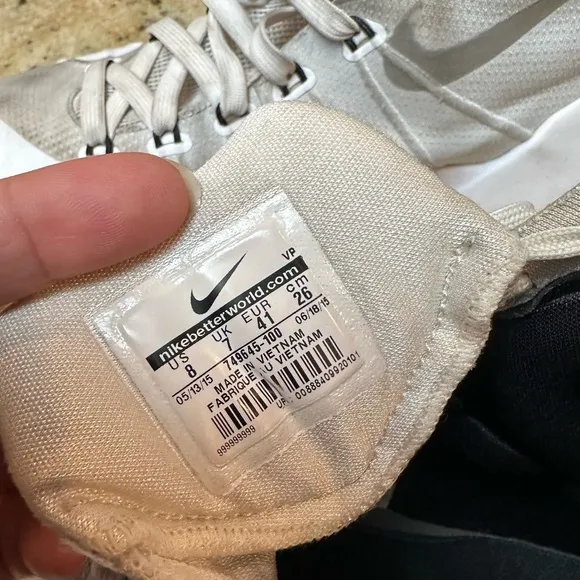 VP
nikebetterworld.com
US UK EUR cm
8 7 41 26
05/13/15 749645-100 06/18/15
MADE IN VIETNAM
FABRIQUE AU VIETNAM
00888409920101
999999999